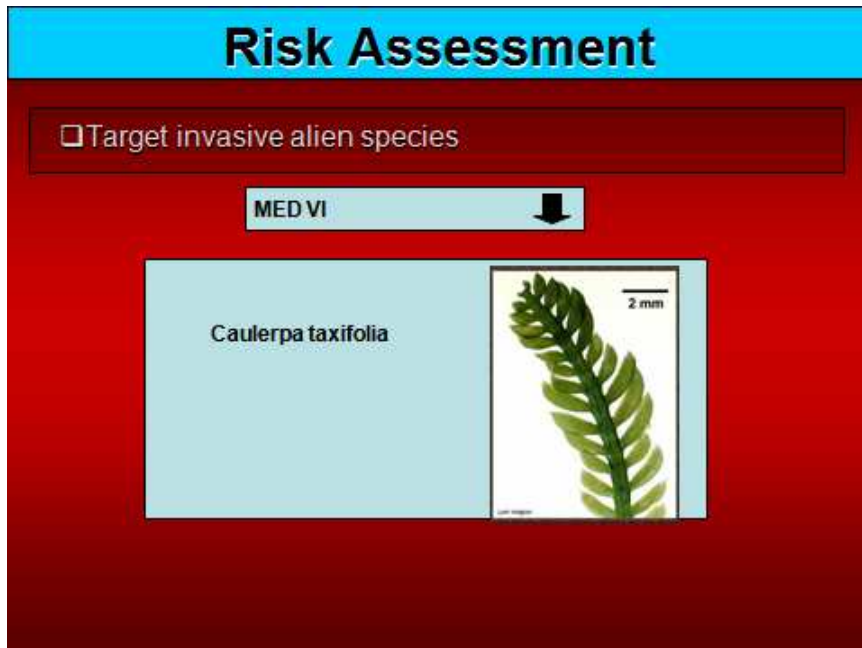 Risk Assessment
❑Target invasive alien species
MED VI
Caulerpa taxifolia
2 mm